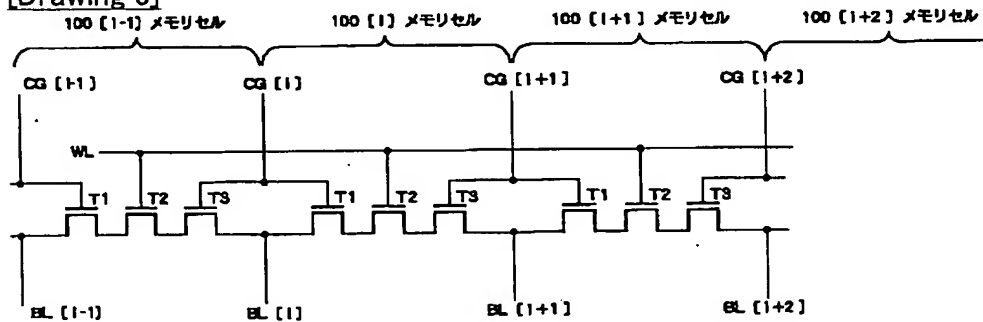 100 [i-1] メモリセル 100 [i] メモリセル 100 [i+1] メモリセル 100 [i+2] メモリセル
CG [i-1] CG [i] CG [i+1] CG [i+2]
WL
T1 T2 T3 T1 T2 T3 T1 T2 T3
BL [i-1] BL [i] BL [i+1] BL [i+2]